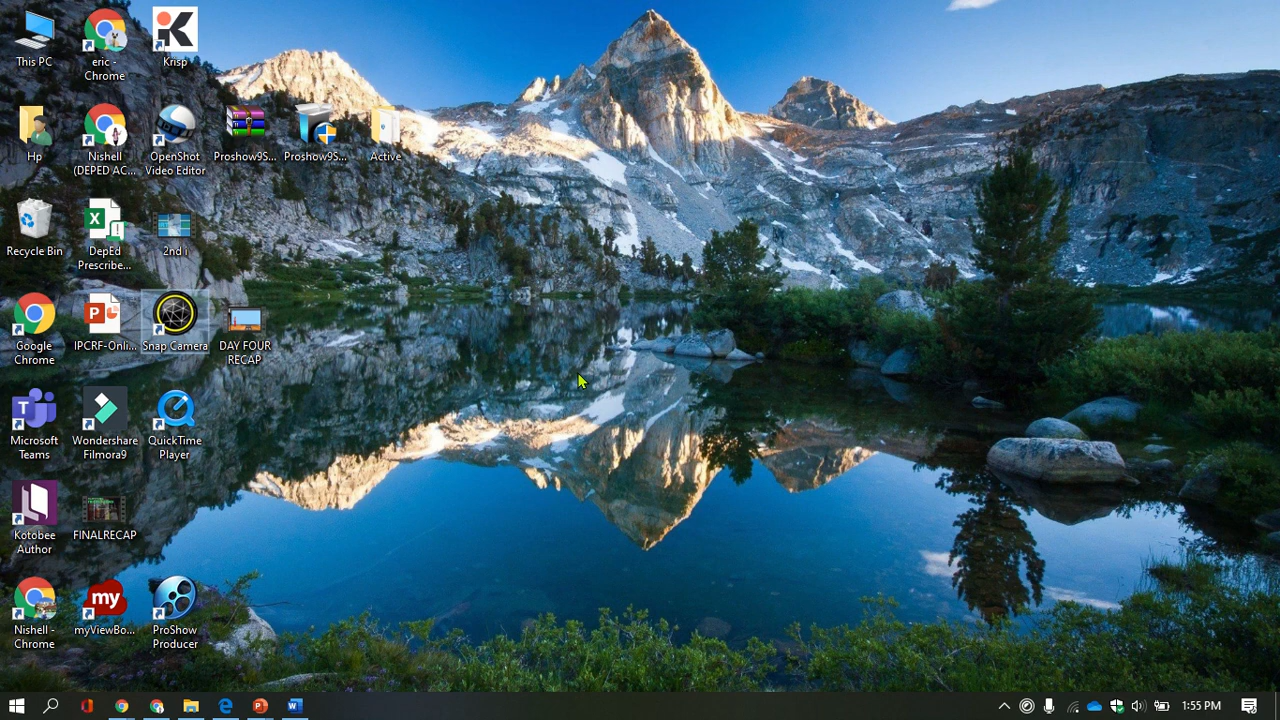 This PC
eric -
Chrome
Krisp
Hp
Nishell
(DEPED AC...
OpenShot
Video Editor
Proshow9S...
Proshow9S...
Active
Recycle Bin
DepEd
Prescribe...
2nd i
Google
Chrome
IPCRF-Onli...
Snap Camera
DAY FOUR
RECAP
Microsoft
Teams
Wondershare
Filmora9
QuickTime
Player
Kotobee
Author
FINALRECAP
Nishell -
Chrome
my
myViewBo...
ProShow
Producer
1:55 PM